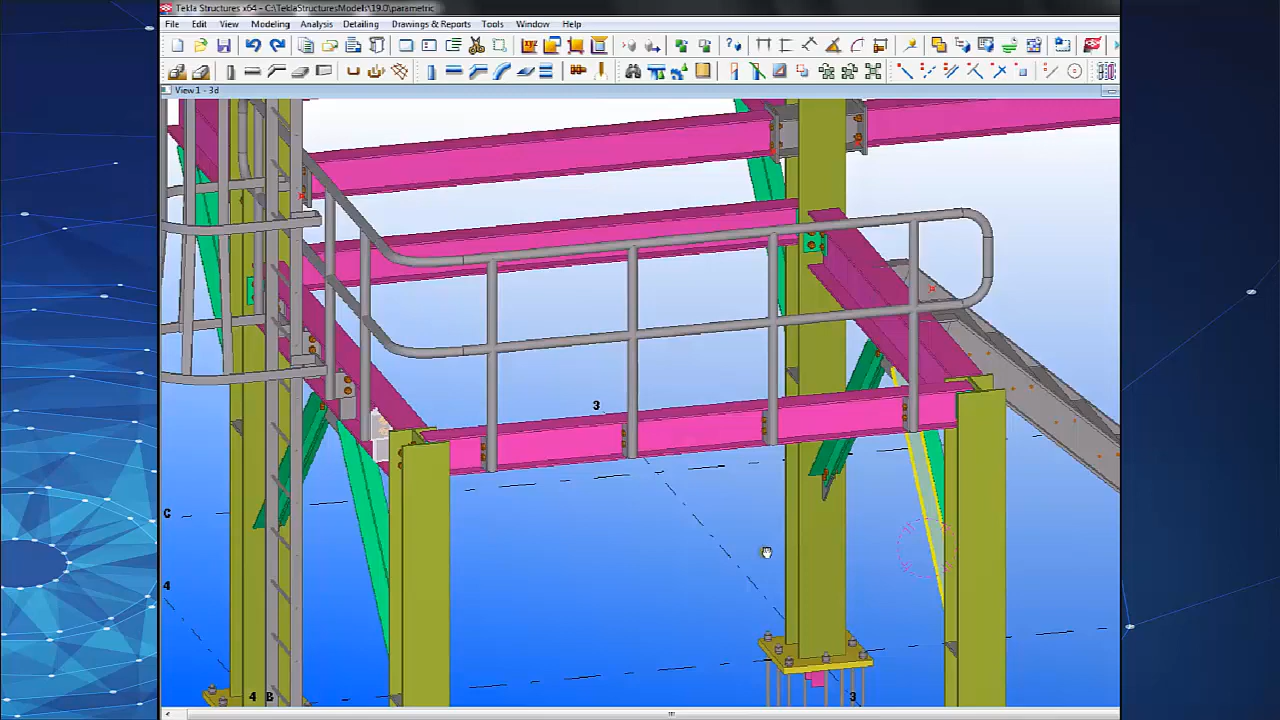 Tekla Structures x64 - C:\TeklaStructuresModels\19.0\parametric
File Edit View Modeling Analysis Detailing Drawings & Reports Tools Window Help
View 1 - 3d
3
C
4
4 B
3